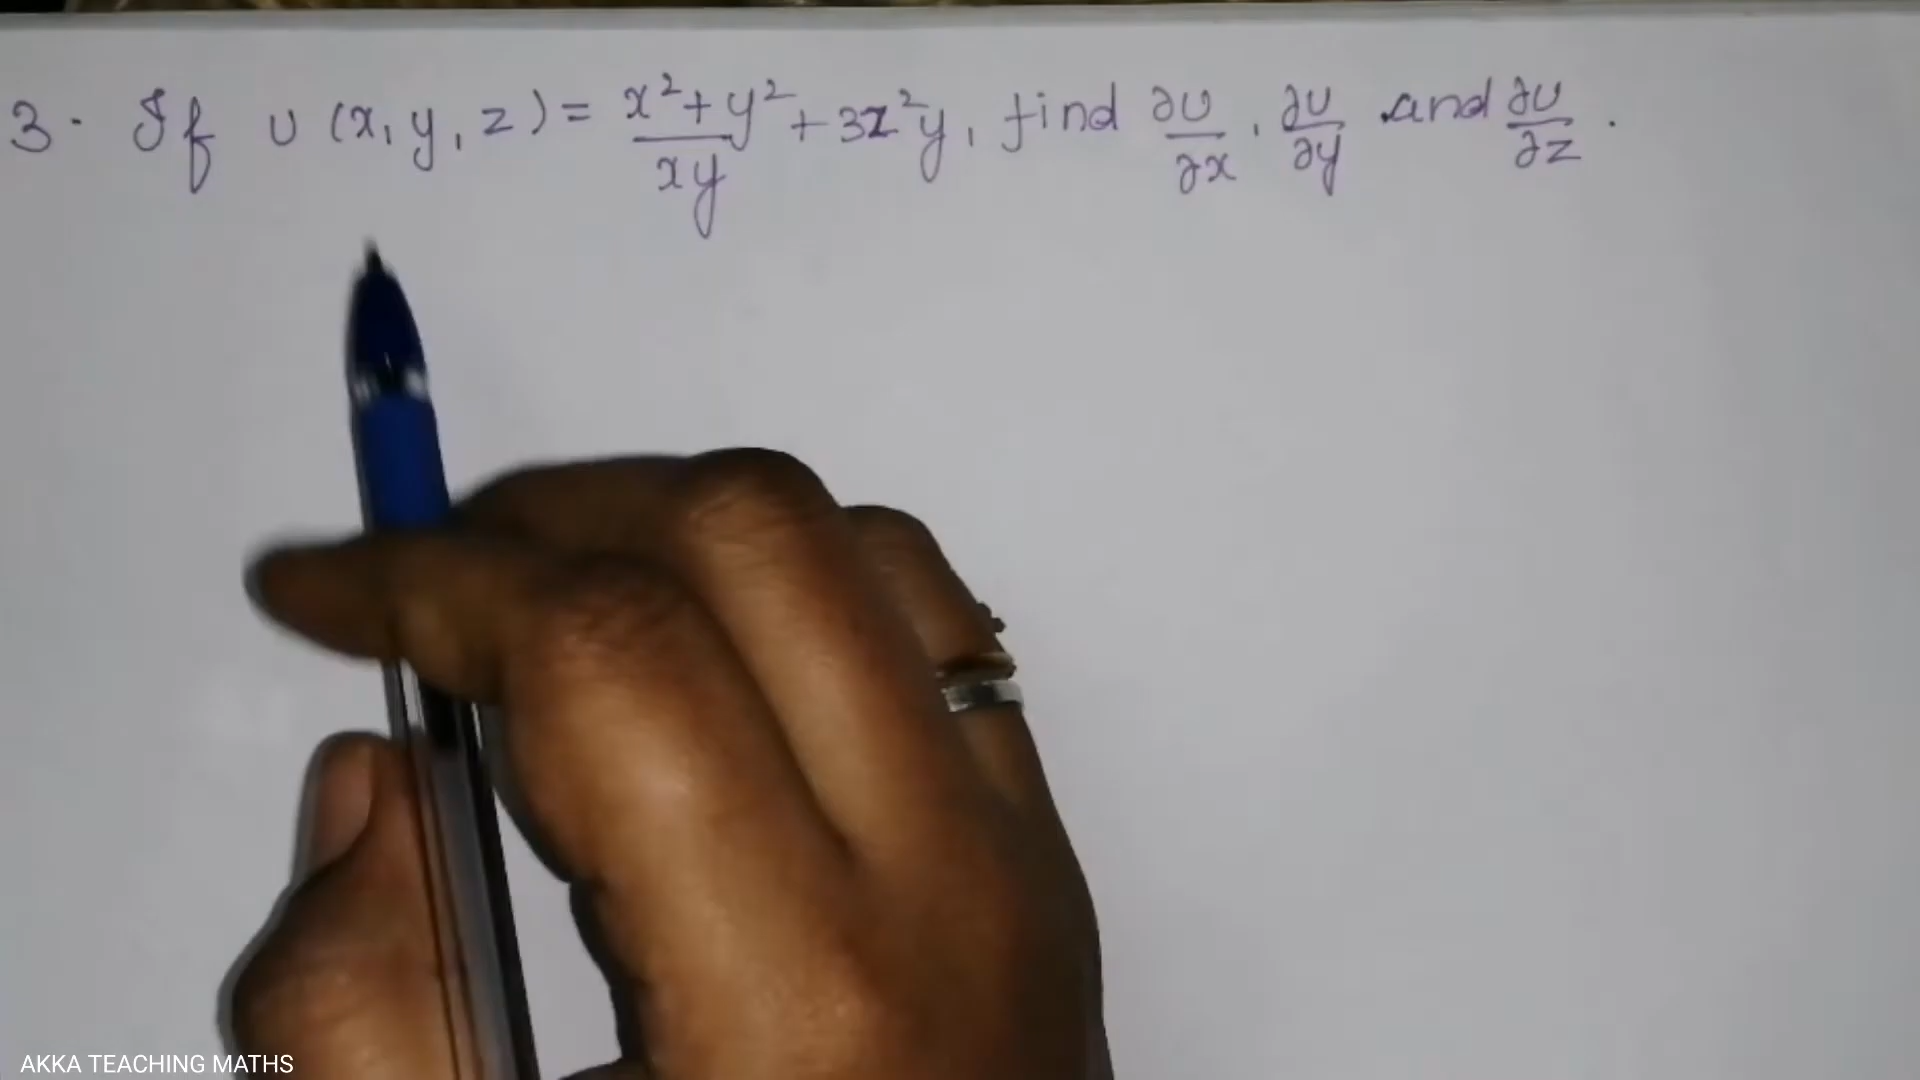 3. If U (x, y, z) = x²+y²/xy + 3z²y, find ∂U/∂x, ∂U/∂y and ∂U/∂z.
AKKA TEACHING MATHS